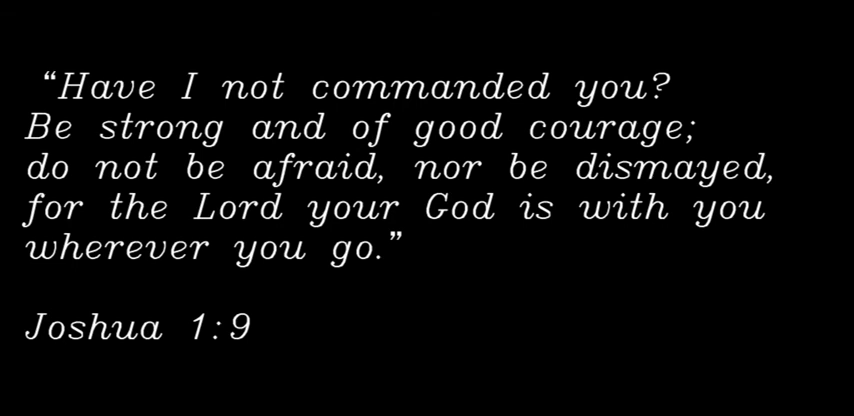 “Have I not commanded you?
Be strong and of good courage;
do not be afraid, nor be dismayed,
for the Lord your God is with you
wherever you go.”
Joshua 1:9